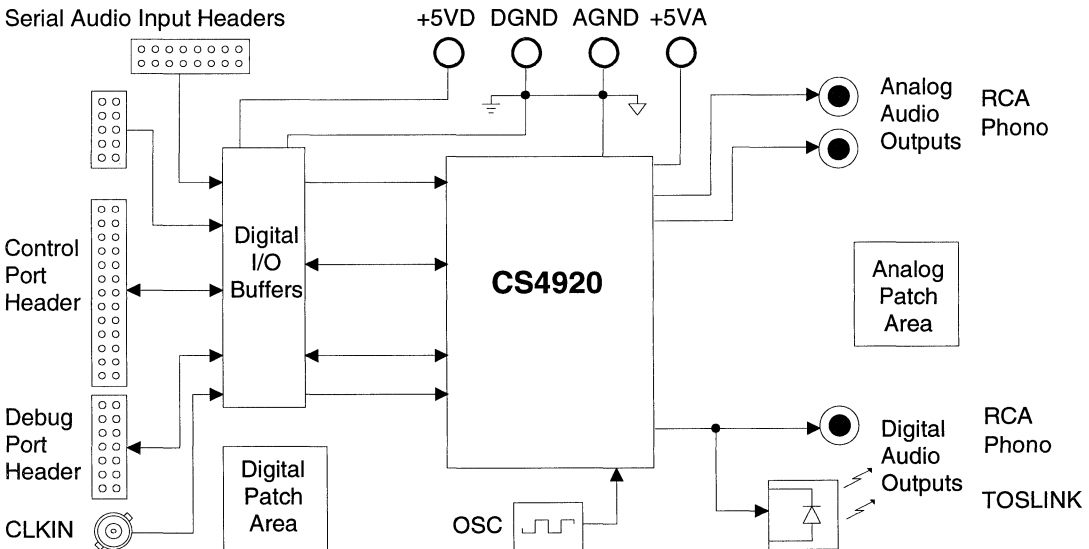 Serial Audio Input Headers
+5VD DGND AGND +5VA
Analog
Audio
Outputs
RCA
Phono
Control
Port
Header
Digital
I/O
Buffers
CS4920
Analog
Patch
Area
Debug
Port
Header
Digital
Patch
Area
CLKIN
OSC
Digital
Audio
Outputs
RCA
Phono
TOSLINK